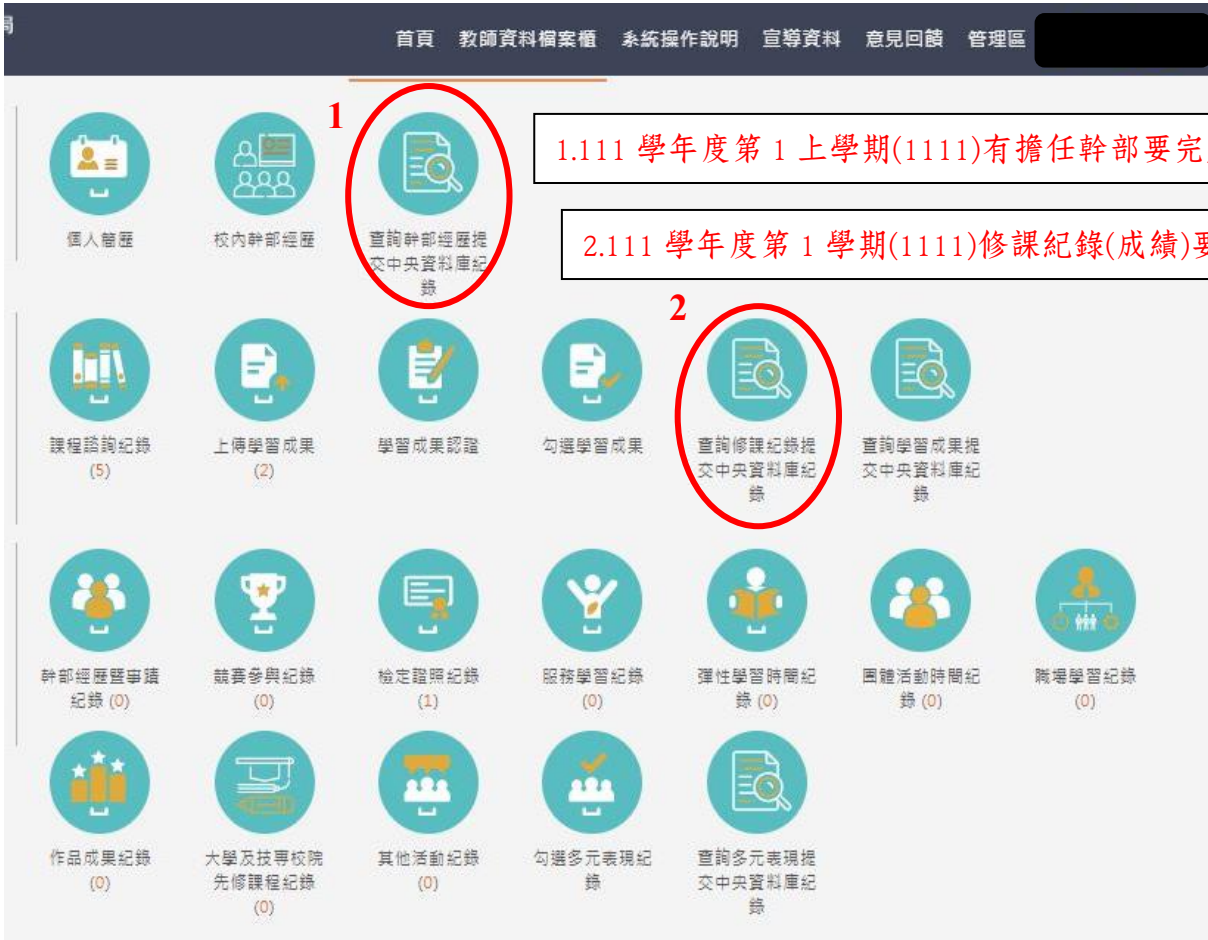 局
首頁 教師資料檔案櫃 系統操作說明 宣導資料 意見回饋 管理區
1
1.111 學年度第 1 上學期(1111)有擔任幹部要完
個人簡歷 校內幹部經歷 查詢幹部經歷提
交中央資料庫紀
錄
2.111 學年度第 1 學期(1111)修課紀錄(成績)要
2
課程諮詢紀錄 上傳學習成果 學習成果認證 勾選學習成果 查詢修課紀錄提 查詢學習成果提
(5) (2) 交中央資料庫紀 交中央資料庫紀
錄 錄
幹部經歷暨事蹟 競賽參與紀錄 檢定證照紀錄 服務學習紀錄 彈性學習時間紀 團體活動時間紀 職場學習紀錄
紀錄 (0) (0) (1) (0) 錄 (0) 錄 (0) (0)
作品成果紀錄 大學及技專校院 其他活動紀錄 勾選多元表現紀 查詢多元表現提
(0) 先修課程紀錄 (0) 錄 交中央資料庫紀
(0) 錄